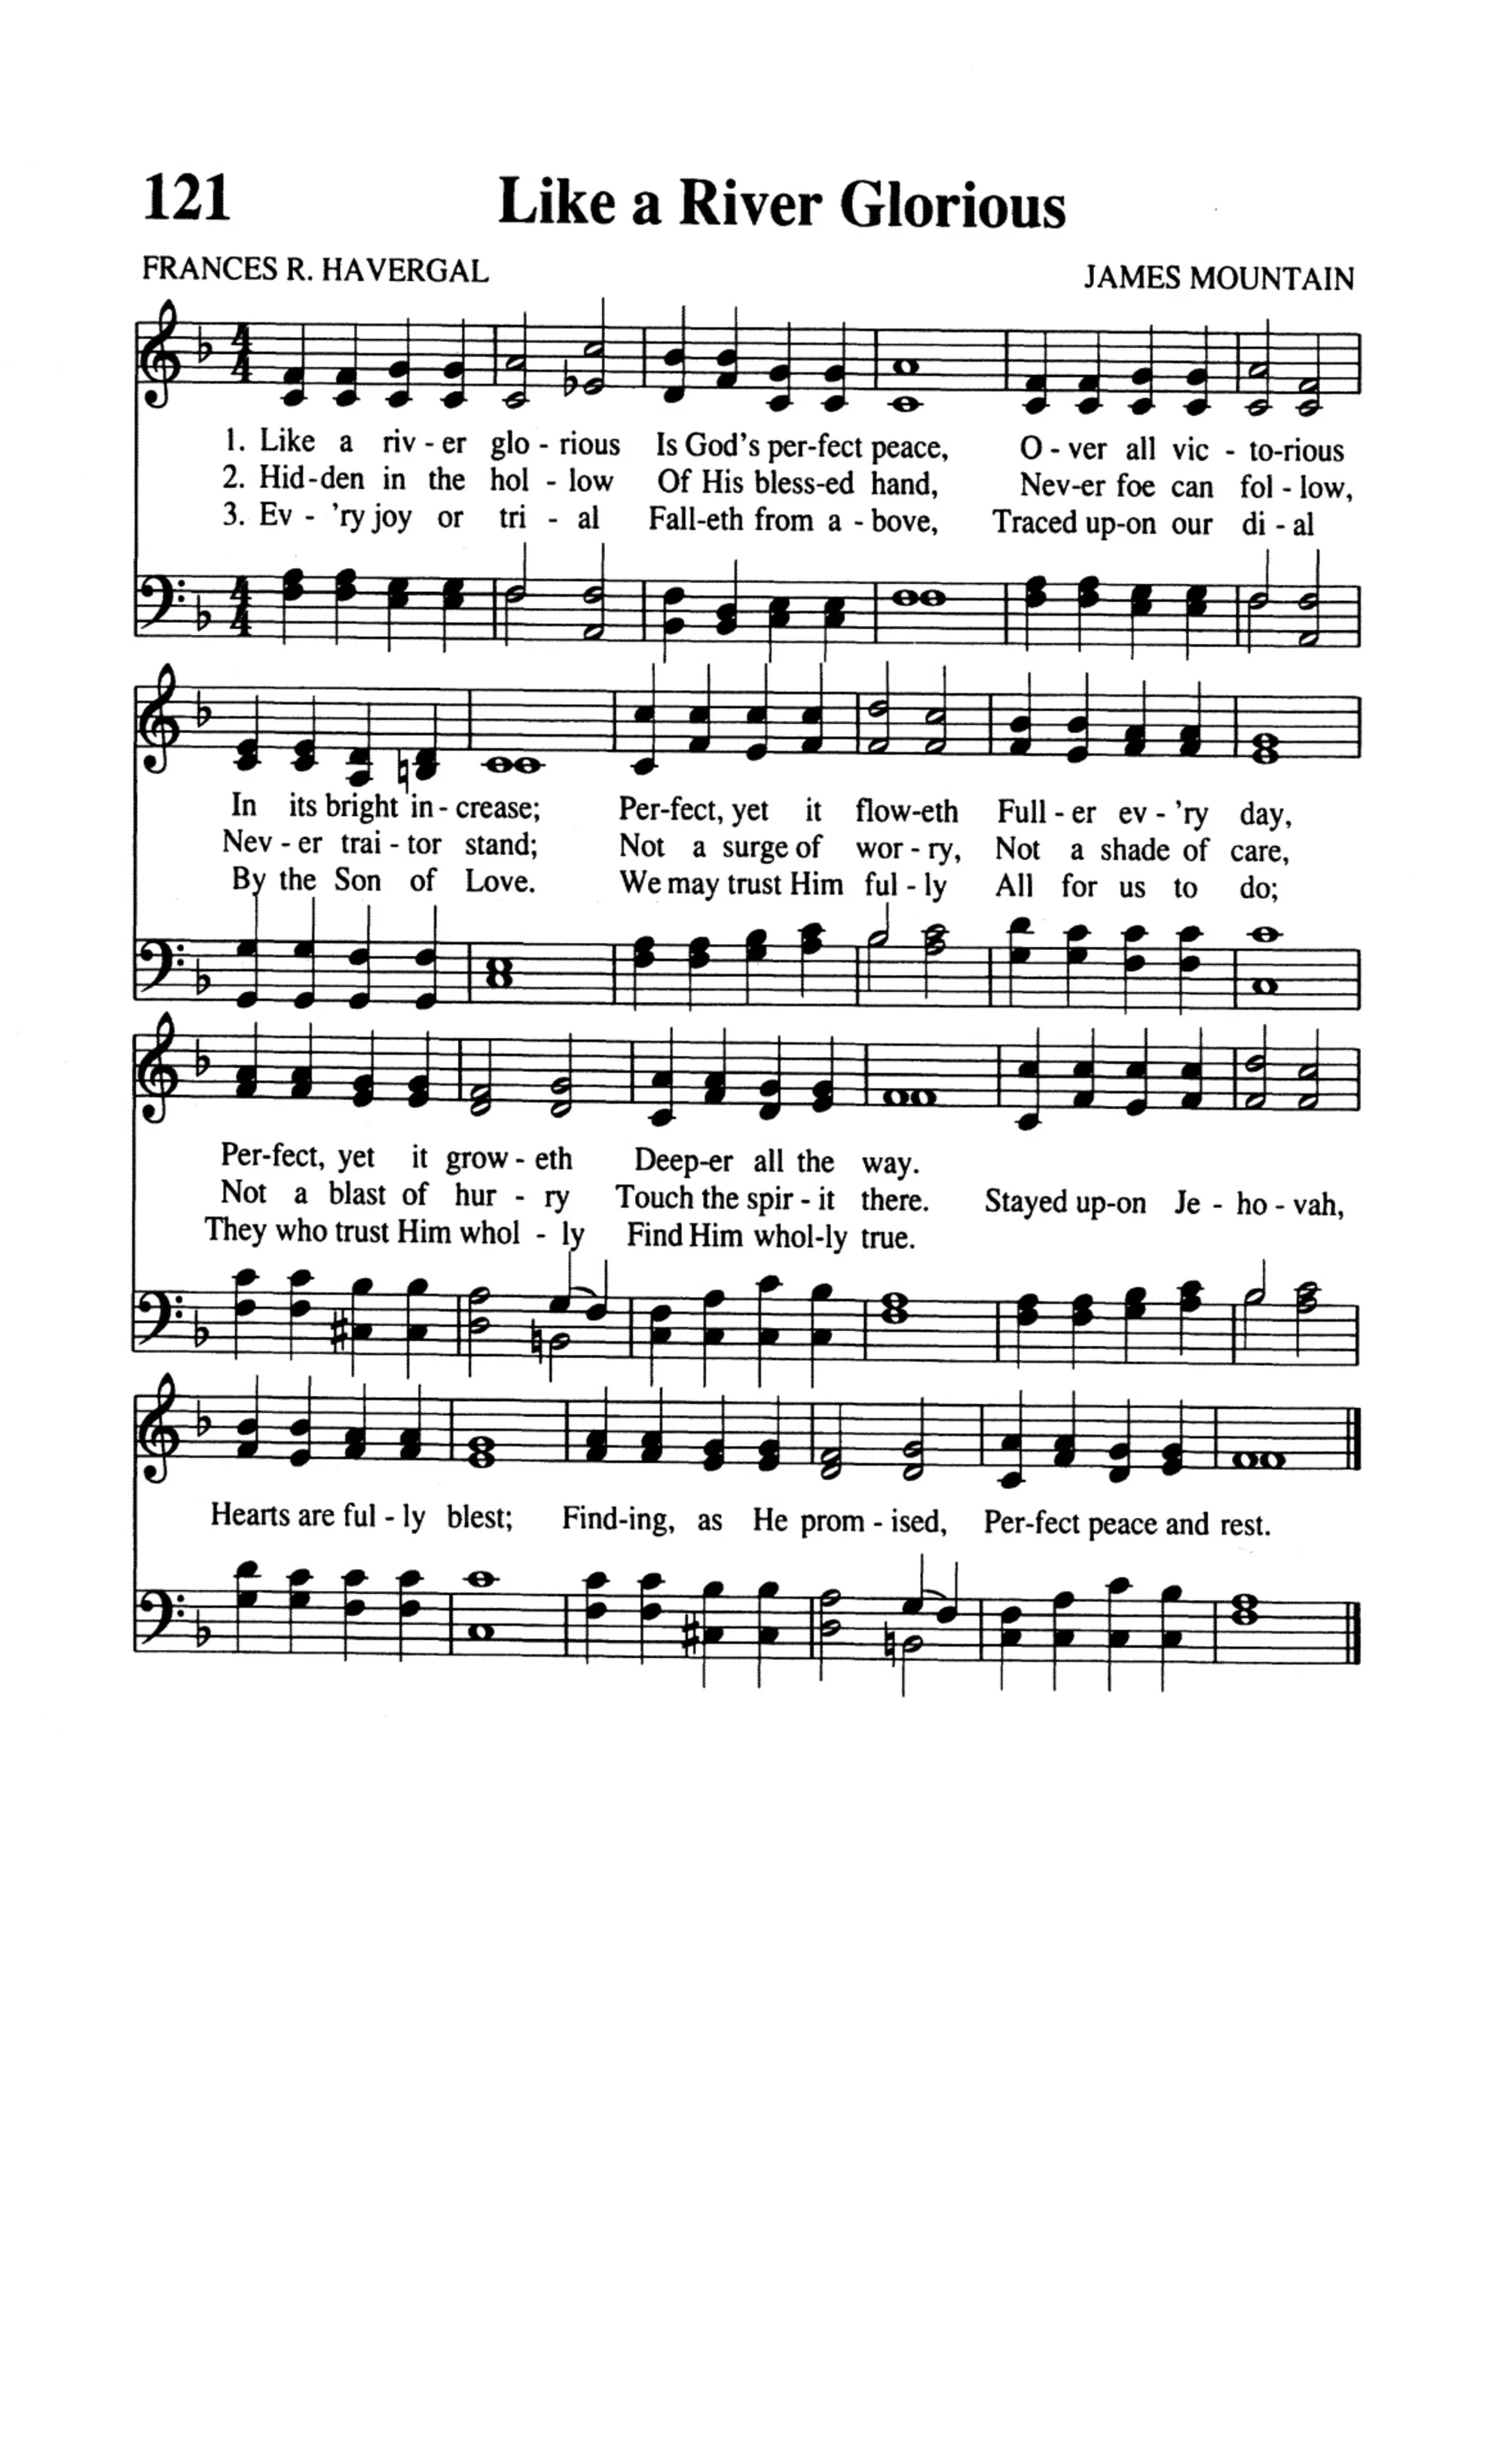 121 Like a River Glorious
FRANCES R. HAVERGAL JAMES MOUNTAIN
4 4
1. Like a riv - er glo - rious Is God's per-fect peace, O - ver all vic - to-rious
2. Hid-den in the hol - low Of His bless-ed hand, Nev-er foe can fol - low,
3. Ev - 'ry joy or tri - al Fall-eth from a - bove, Traced up-on our di - al
4 4
In its bright in - crease; Per-fect, yet it flow-eth Full - er ev - 'ry day,
Nev - er trai - tor stand; Not a surge of wor - ry, Not a shade of care,
By the Son of Love. We may trust Him ful - ly All for us to do;
Per-fect, yet it grow - eth Deep-er all the way.
Not a blast of hur - ry Touch the spir - it there. Stayed up-on Je - ho - vah,
They who trust Him whol - ly Find Him whol-ly true.
Hearts are ful - ly blest; Find-ing, as He prom - ised, Per-fect peace and rest.